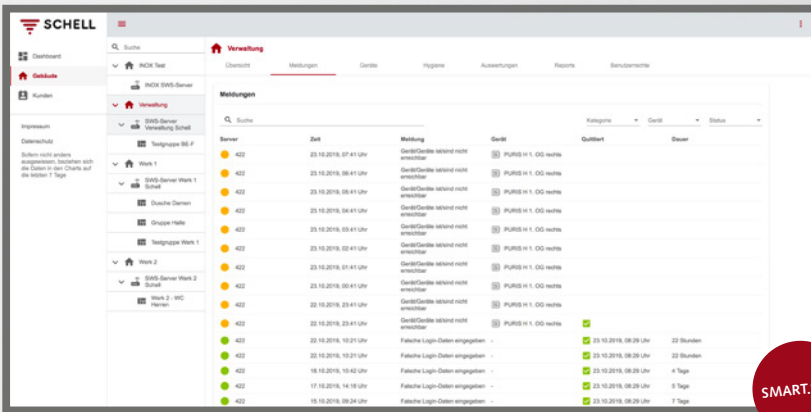 SCHELL
Dashboard
Gebäude
Kunden
Impressum
Datenschutz
Sofern nicht anders
ausgewiesen, beziehen sich
die Daten in den Charts auf
die letzten 7 Tage
Suche
INOX Test
INOX SWS-Server
Verwaltung
SWS-Server
Verwaltung Schell
Testgruppe BE-F
Werk 1
SWS-Server Werk 1
Schell
Dusche Damen
Gruppe Halle
Testgruppe Werk 1
Werk 2
SWS-Server Werk 2
Schell
Werk 2 - WC
Herren
Verwaltung
Übersicht Meldungen Geräte Hygiene Auswertungen Reports Benutzerrechte
Meldungen
Suche Kategorie Gerät Status
Server Zeit Meldung Gerät Quittiert Dauer
422 23.10.2019, 07:41 Uhr Gerät/Geräte ist/sind nicht
erreichbar PURIS H 1. OG rechts
422 23.10.2019, 06:41 Uhr Gerät/Geräte ist/sind nicht
erreichbar PURIS H 1. OG rechts
422 23.10.2019, 05:41 Uhr Gerät/Geräte ist/sind nicht
erreichbar PURIS H 1. OG rechts
422 23.10.2019, 04:41 Uhr Gerät/Geräte ist/sind nicht
erreichbar PURIS H 1. OG rechts
422 23.10.2019, 03:41 Uhr Gerät/Geräte ist/sind nicht
erreichbar PURIS H 1. OG rechts
422 23.10.2019, 02:41 Uhr Gerät/Geräte ist/sind nicht
erreichbar PURIS H 1. OG rechts
422 23.10.2019, 01:41 Uhr Gerät/Geräte ist/sind nicht
erreichbar PURIS H 1. OG rechts
422 23.10.2019, 00:41 Uhr Gerät/Geräte ist/sind nicht
erreichbar PURIS H 1. OG rechts
422 22.10.2019, 23:41 Uhr Gerät/Geräte ist/sind nicht
erreichbar PURIS H 1. OG rechts
422 22.10.2019, 23:41 Uhr Gerät/Geräte ist/sind nicht
erreichbar PURIS H 1. OG rechts
422 22.10.2019, 10:21 Uhr Falsche Login-Daten eingegeben - 23.10.2019, 08:29 Uhr 22 Stunden
422 22.10.2019, 10:21 Uhr Falsche Login-Daten eingegeben - 23.10.2019, 08:29 Uhr 22 Stunden
422 18.10.2019, 10:42 Uhr Falsche Login-Daten eingegeben - 23.10.2019, 08:29 Uhr 4 Tage
422 17.10.2019, 14:18 Uhr Falsche Login-Daten eingegeben - 23.10.2019, 08:29 Uhr 5 Tage
422 15.10.2019, 09:24 Uhr Falsche Login-Daten eingegeben - 23.10.2019, 08:29 Uhr 7 Tage
SMART.